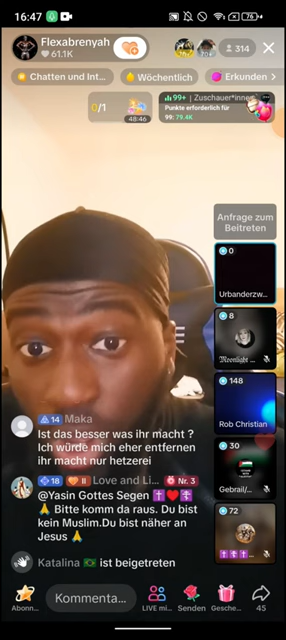 16:47
76
Flexabrenyah
61.1K
314
Chatten und Int...
Wöchentlich
Erkunden >
0/1
48:46
99+ | Zuschauer*innen
Punkte erforderlich für
99: 79.4K
Anfrage zum
Beitreten
0
Urbanderzw...
8
Moonlight ...
148
Rob Christian
30
Gebrail/...
72
14 Maka
Ist das besser was ihr macht ?
Ich würde mich eher entfernen
ihr macht nur hetzerei
II Love and Li... Nr. 3
@Yasin Gottes Segen ✝️❤️
🙏 Bitte komm da raus. Du bist
kein Muslim.Du bist näher an
Jesus 🙏
Katalina 🇧🇷 ist beigetreten
Abonn...
Kommenta...
LIVE mi...
Senden
Gesche...
45